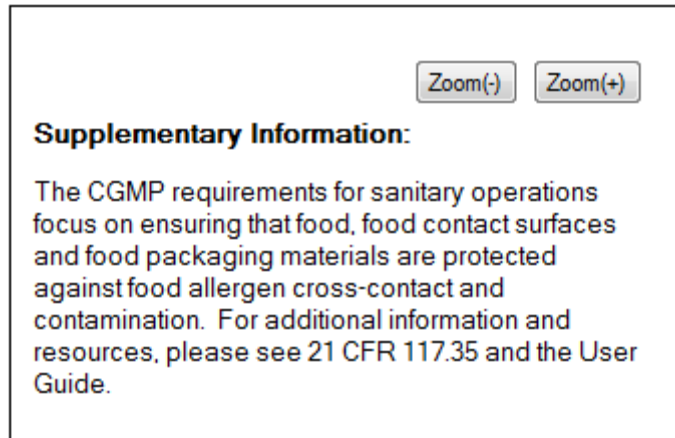 Zoom(-) Zoom(+)
Supplementary Information:
The CGMP requirements for sanitary operations
focus on ensuring that food, food contact surfaces
and food packaging materials are protected
against food allergen cross-contact and
contamination.  For additional information and
resources, please see 21 CFR 117.35 and the User
Guide.